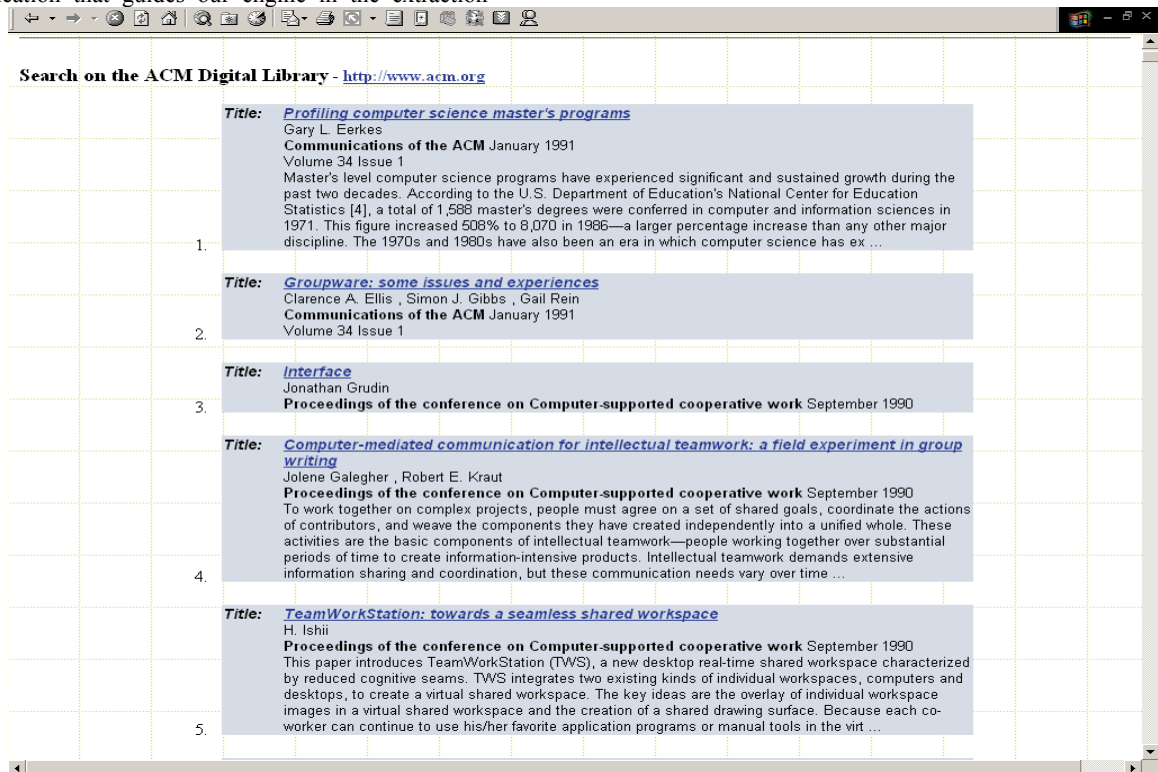 ication that guides our engine in the extraction
Search on the ACM Digital Library - http://www.acm.org
Title: Profiling computer science master's programs
Gary L. Eerkes
Communications of the ACM January 1991
Volume 34 Issue 1
Master's level computer science programs have experienced significant and sustained growth during the
past two decades. According to the U.S. Department of Education's National Center for Education
Statistics [4], a total of 1,588 master's degrees were conferred in computer and information sciences in
1971. This figure increased 508% to 8,070 in 1986—a larger percentage increase than any other major
1. discipline. The 1970s and 1980s have also been an era in which computer science has ex ...
Title: Groupware: some issues and experiences
Clarence A. Ellis , Simon J. Gibbs , Gail Rein
Communications of the ACM January 1991
2. Volume 34 Issue 1
Title: Interface
Jonathan Grudin
3. Proceedings of the conference on Computer-supported cooperative work September 1990
Title: Computer-mediated communication for intellectual teamwork: a field experiment in group
writing
Jolene Galegher , Robert E. Kraut
Proceedings of the conference on Computer-supported cooperative work September 1990
To work together on complex projects, people must agree on a set of shared goals, coordinate the actions
of contributors, and weave the components they have created independently into a unified whole. These
activities are the basic components of intellectual teamwork—people working together over substantial
periods of time to create information-intensive products. Intellectual teamwork demands extensive
4. information sharing and coordination, but these communication needs vary over time ...
Title: TeamWorkStation: towards a seamless shared workspace
H. Ishii
Proceedings of the conference on Computer-supported cooperative work September 1990
This paper introduces TeamWorkStation (TWS), a new desktop real-time shared workspace characterized
by reduced cognitive seams. TWS integrates two existing kinds of individual workspaces, computers and
desktops, to create a virtual shared workspace. The key ideas are the overlay of individual workspace
images in a virtual shared workspace and the creation of a shared drawing surface. Because each co-
5. worker can continue to use his/her favorite application programs or manual tools in the virt ...